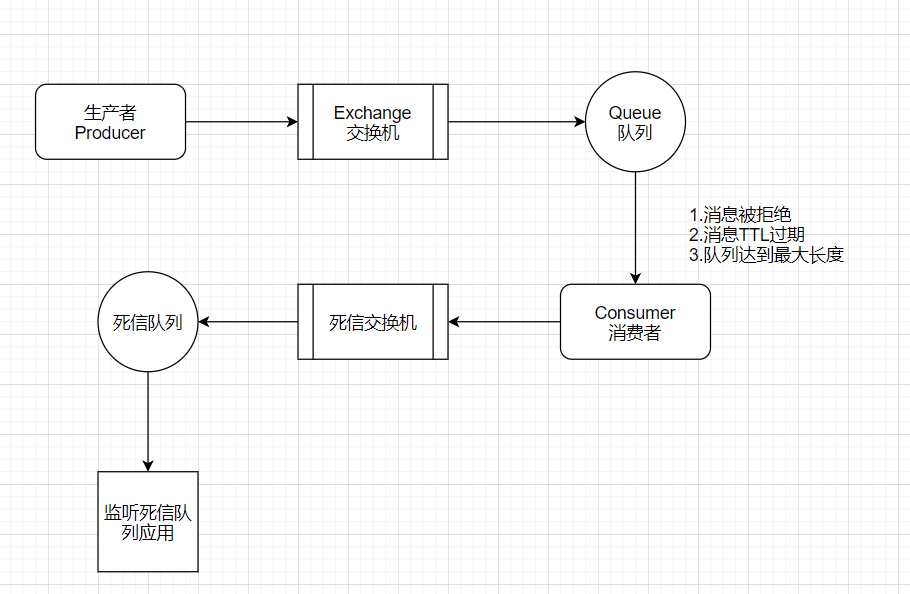 生产者
Producer
Exchange
交换机
Queue
队列
1.消息被拒绝
2.消息TTL过期
3.队列达到最大长度
Consumer
消费者
死信交换机
死信队列
监听死信队
列应用